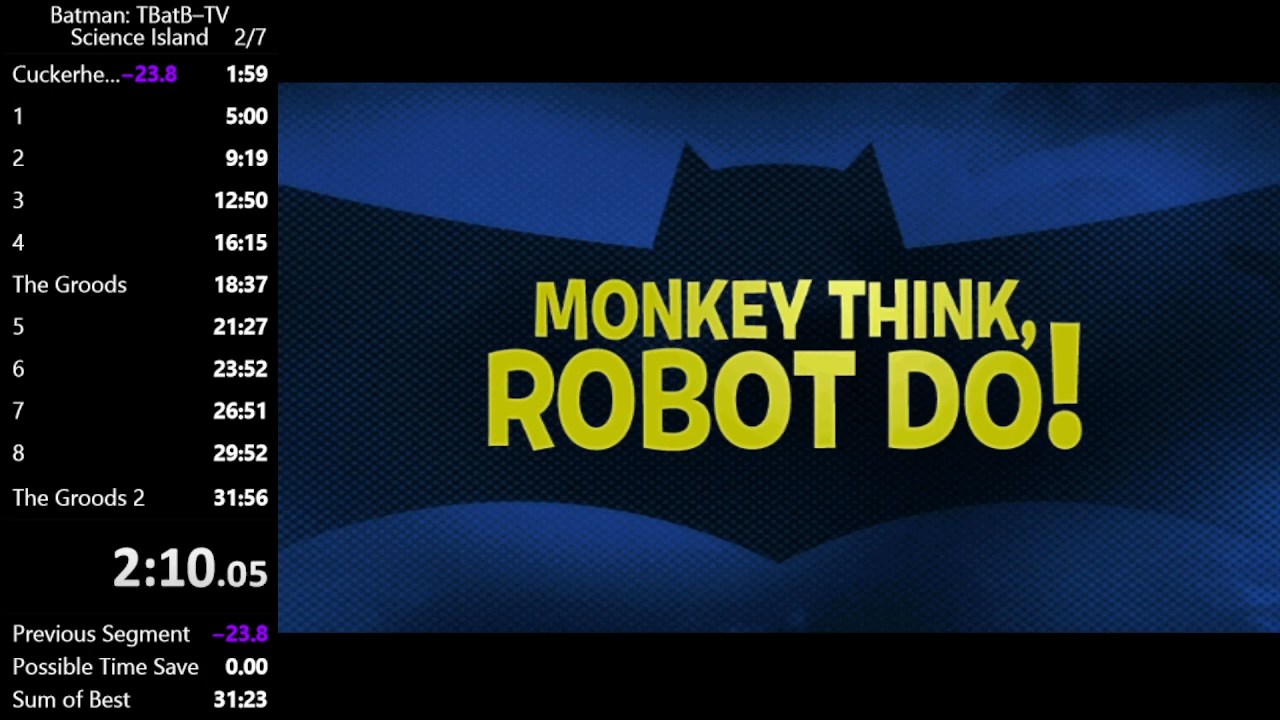 Batman: TBatB–TV
Science Island 2/7
Cuckerhe... −23.8 1:59
1 5:00
2 9:19
3 12:50
4 16:15
The Groods 18:37
5 21:27
6 23:52
7 26:51
8 29:52
The Groods 2 31:56
2:10.05
Previous Segment −23.8
Possible Time Save 0.00
Sum of Best 31:23
MONKEY THINK,
ROBOT DO!